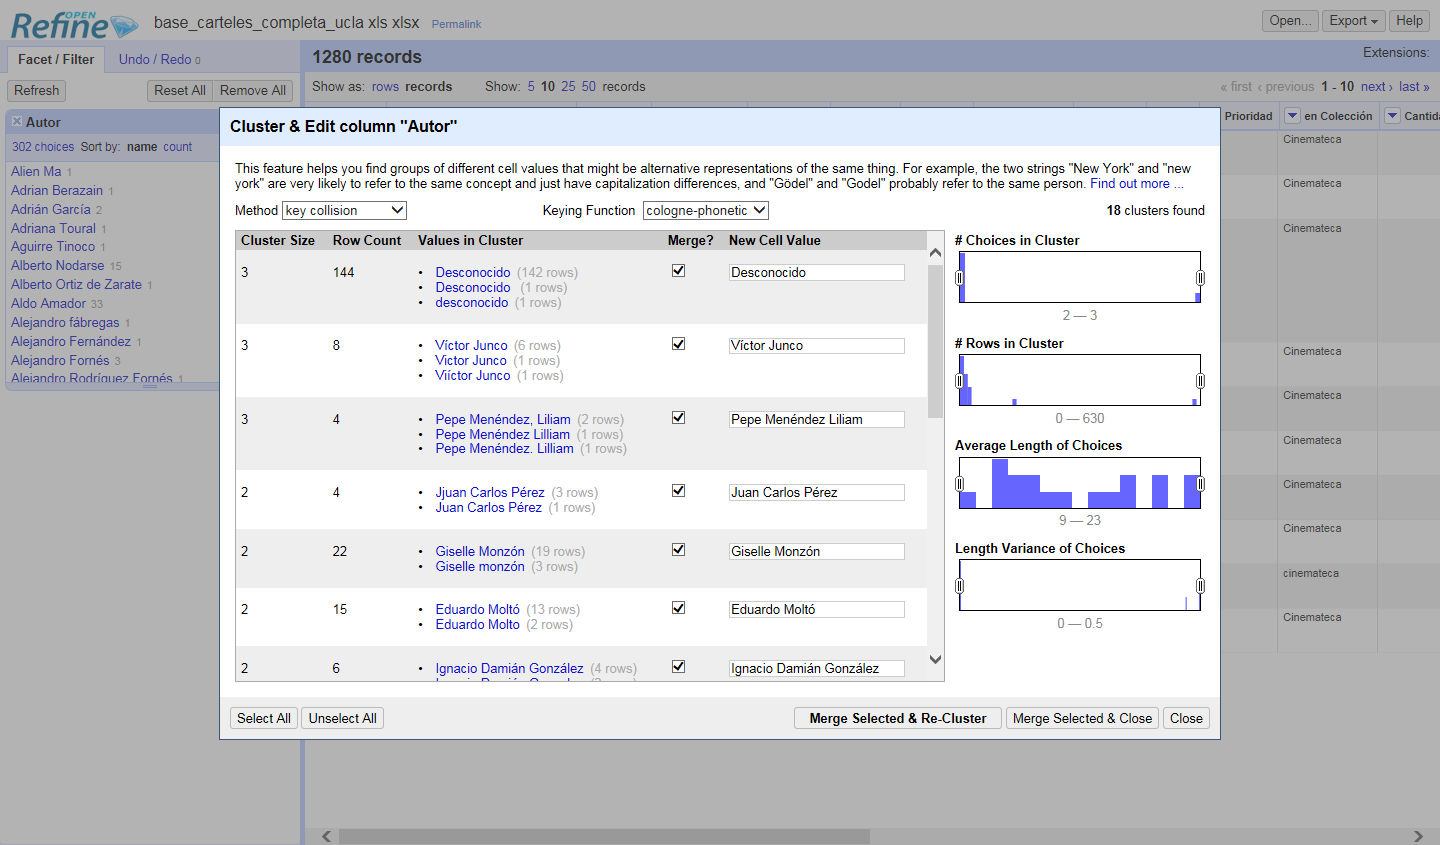 OPEN
Refine
base_carteles_completa_ucla xls xlsx Permalink
Open... Export Help
Facet / Filter Undo / Redo 0
1280 records
Extensions:
Refresh Reset All Remove All
Show as: rows records Show: 5 10 25 50 records
« first ‹ previous 1 - 10 next › last »
Autor
302 choices Sort by: name count
Alien Ma 1
Adrian Berazain 1
Adrián García 2
Adriana Toural 1
Aguirre Tinoco 1
Alberto Nodarse 15
Alberto Ortiz de Zarate 1
Aldo Amador 33
Alejandro fábregas 1
Alejandro Fernández 1
Alejandro Fornés 3
Alejandro Rodríguez Fornés 1
Prioridad en Colección Cantida
Cinemateca
Cinemateca
Cinemateca
Cinemateca
Cinemateca
Cinemateca
Cinemateca
Cinemateca
cinemateca
Cinemateca
Cluster & Edit column "Autor"
This feature helps you find groups of different cell values that might be alternative representations of the same thing. For example, the two strings "New York" and "new
york" are very likely to refer to the same concept and just have capitalization differences, and "Gödel" and "Godel" probably refer to the same person. Find out more ...
Method key collision Keying Function cologne-phonetic 18 clusters found
Cluster Size Row Count Values in Cluster Merge? New Cell Value
3 144 • Desconocido (142 rows) Desconocido
• Desconocido (1 rows)
• desconocido (1 rows)
3 8 • Víctor Junco (6 rows) Víctor Junco
• Victor Junco (1 rows)
• Viíctor Junco (1 rows)
3 4 • Pepe Menéndez, Liliam (2 rows) Pepe Menéndez Liliam
• Pepe Menéndez Lilliam (1 rows)
• Pepe Menéndez. Lilliam (1 rows)
2 4 • Jjuan Carlos Pérez (3 rows) Juan Carlos Pérez
• Juan Carlos Pérez (1 rows)
2 22 • Giselle Monzón (19 rows) Giselle Monzón
• Giselle monzón (3 rows)
2 15 • Eduardo Moltó (13 rows) Eduardo Moltó
• Eduardo Molto (2 rows)
2 6 • Ignacio Damián González (4 rows) Ignacio Damián González
# Choices in Cluster
2 — 3
# Rows in Cluster
0 — 630
Average Length of Choices
9 — 23
Length Variance of Choices
0 — 0.5
Select All Unselect All Merge Selected & Re-Cluster Merge Selected & Close Close